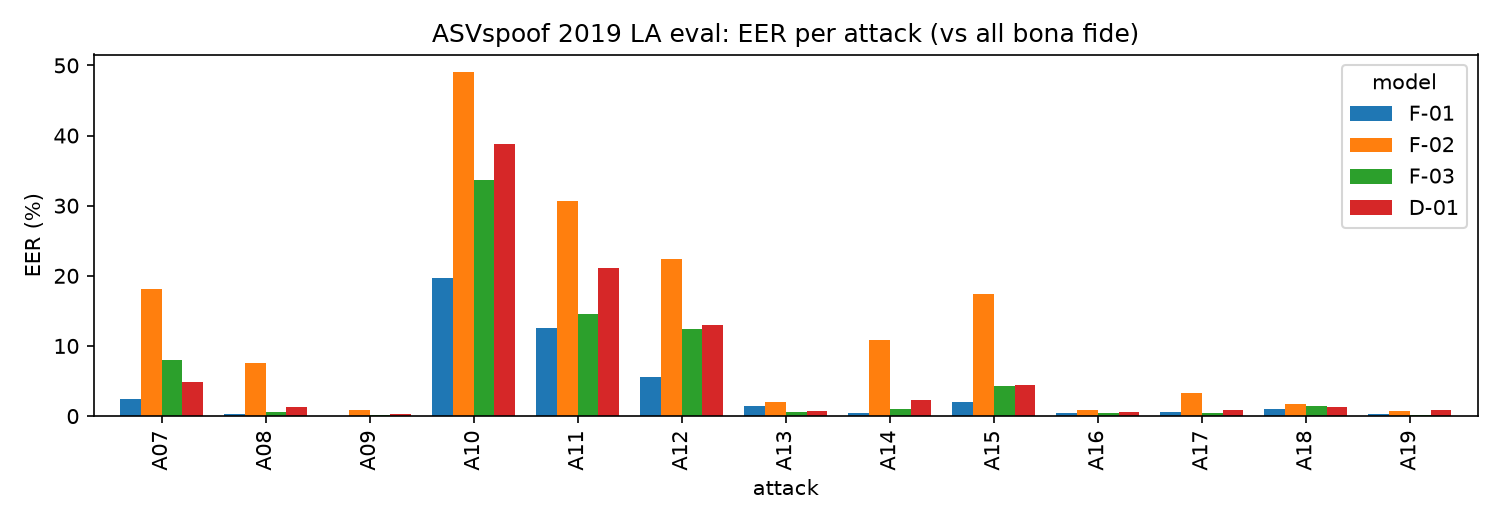 ASVspoof 2019 LA eval: EER per attack (vs all bona fide)
EER (%)
50
40
30
20
10
0
model
F-01
F-02
F-03
D-01
A07
A08
A09
A10
A11
A12
A13
A14
A15
A16
A17
A18
A19
attack